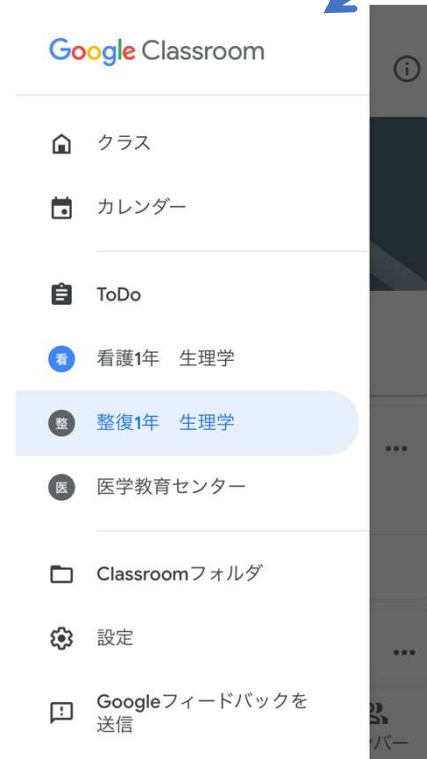 Google Classroom
クラス
カレンダー
ToDo
看 看護1年　生理学
整 整復1年　生理学
医 医学教育センター
Classroomフォルダ
設定
Googleフィードバックを
送信
バー